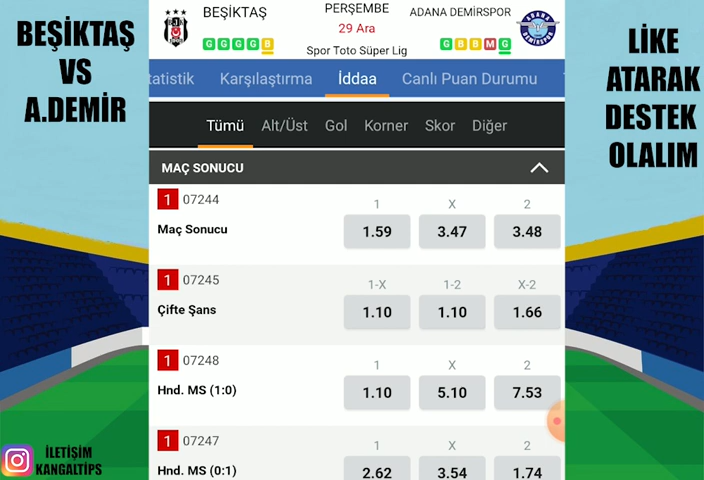 BEŞİKTAŞ
VS
A.DEMİR
BEŞİKTAŞ
G G G G B
PERŞEMBE
29 Ara
Spor Toto Süper Lig
ADANA DEMİRSPOR
G B B M G
LİKE
ATARAK
DESTEK
OLALIM
tatistik Karşılaştırma İddaa Canlı Puan Durumu
Tümü Alt/Üst Gol Korner Skor Diğer
MAÇ SONUCU
1 07244
1 X 2
Maç Sonucu
1.59 3.47 3.48
1 07245
1-X 1-2 X-2
Çifte Şans
1.10 1.10 1.66
1 07248
1 X 2
Hnd. MS (1:0)
1.10 5.10 7.53
1 07247
1 X 2
Hnd. MS (0:1)
2.62 3.54 1.74
İLETİŞİM
KANGALTİPS